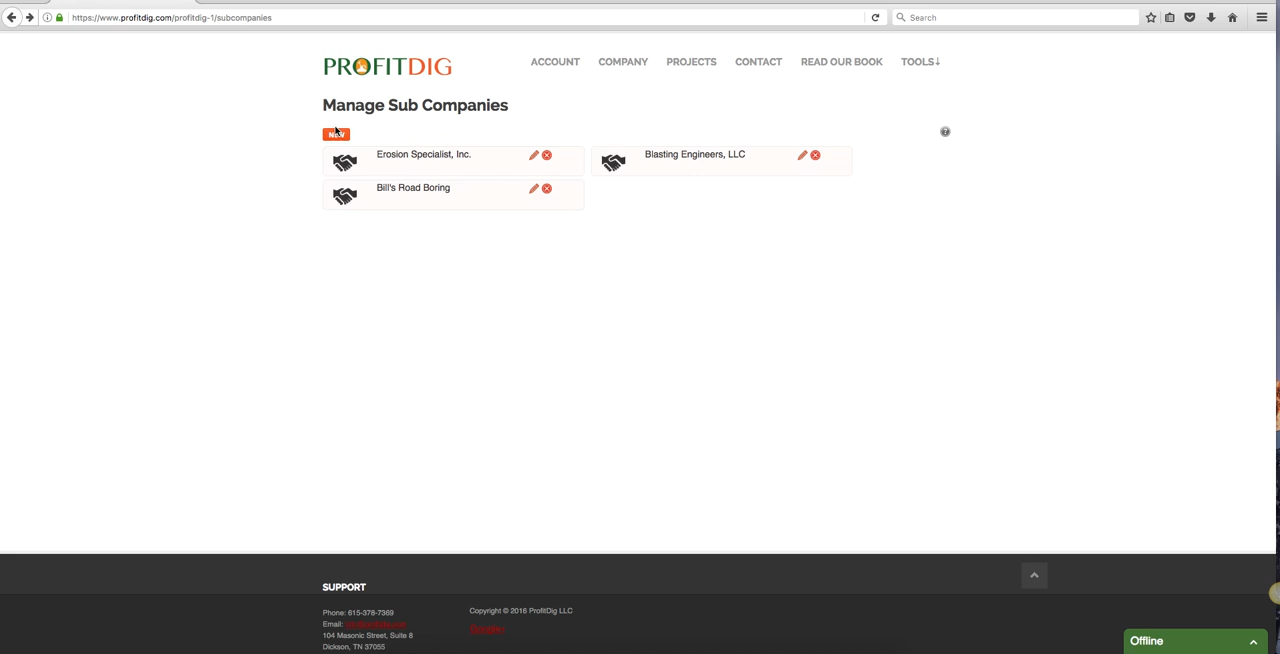 https://www.profitdig.com/profitdig-1/subcompanies
Search
PROFITDIG
ACCOUNT COMPANY PROJECTS CONTACT READ OUR BOOK TOOLS↓
Manage Sub Companies
NEW
?
Erosion Specialist, Inc.
Blasting Engineers, LLC
Bill's Road Boring
SUPPORT
Phone: 615-378-7369
Email:
104 Masonic Street, Suite 8
Dickson, TN 37055
Copyright © 2016 ProfitDig LLC
Offline